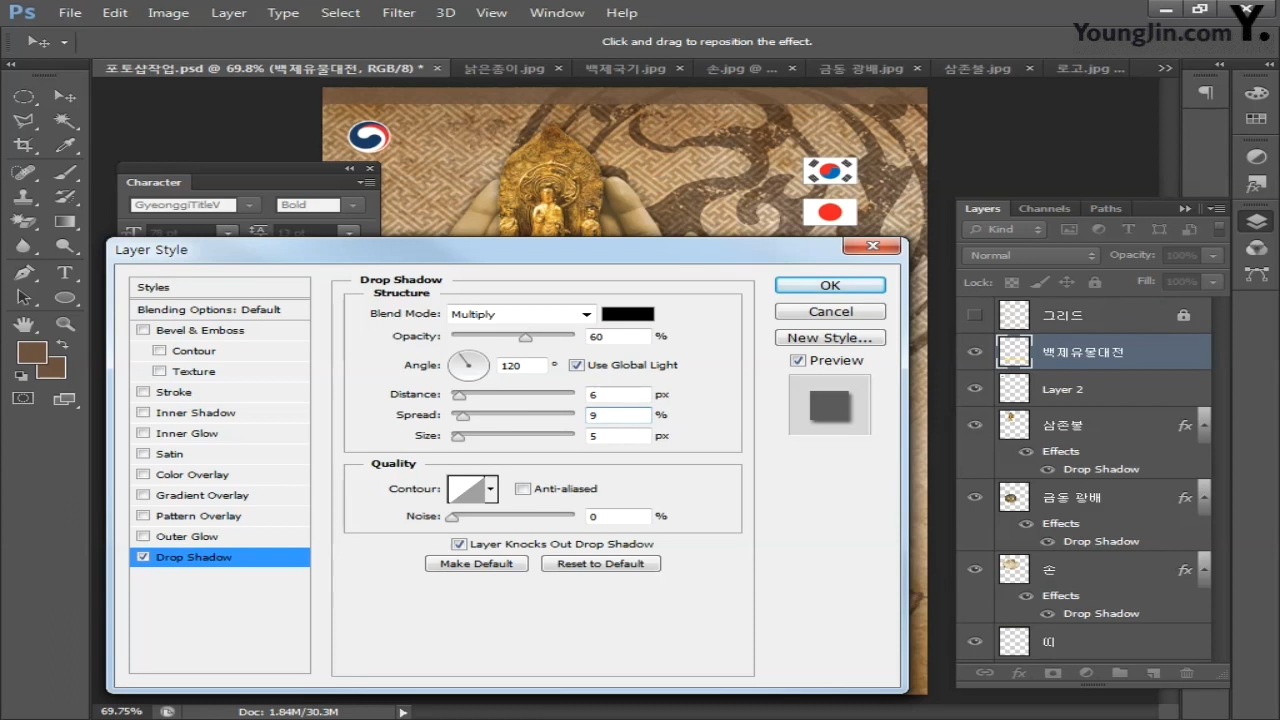 Ps File Edit Image Layer Type Select Filter 3D View Window Help
Y.
YoungJin.com
Click and drag to reposition the effect.
포토샵작업.psd @ 69.8% (백제유물대전, RGB/8) * × 낡은종이.jpg × 백제국기.jpg × 손.jpg @ ... × 금동 광배.jpg × 삼존불.jpg × 로고.jpg ... >>
Character
GyeonggiTitleV Bold
Layer Style
Styles
Blending Options: Default
Bevel & Emboss
Contour
Texture
Stroke
Inner Shadow
Inner Glow
Satin
Color Overlay
Gradient Overlay
Pattern Overlay
Outer Glow
Drop Shadow
Drop Shadow
Structure
Blend Mode: Multiply
Opacity: 60 %
Angle: 120 ° Use Global Light
Distance: 6 px
Spread: 9 %
Size: 5 px
Quality
Contour: Anti-aliased
Noise: 0 %
Layer Knocks Out Drop Shadow
Make Default Reset to Default
OK
Cancel
New Style...
Preview
Layers Channels Paths
Kind
Normal Opacity: 100%
Lock: Fill: 100%
그리드
백제유물대전
Layer 2
삼존불 fx
Effects
Drop Shadow
금동 광배 fx
Effects
Drop Shadow
손 fx
Effects
Drop Shadow
띠
fx
69.75% Doc: 1.84M/30.3M